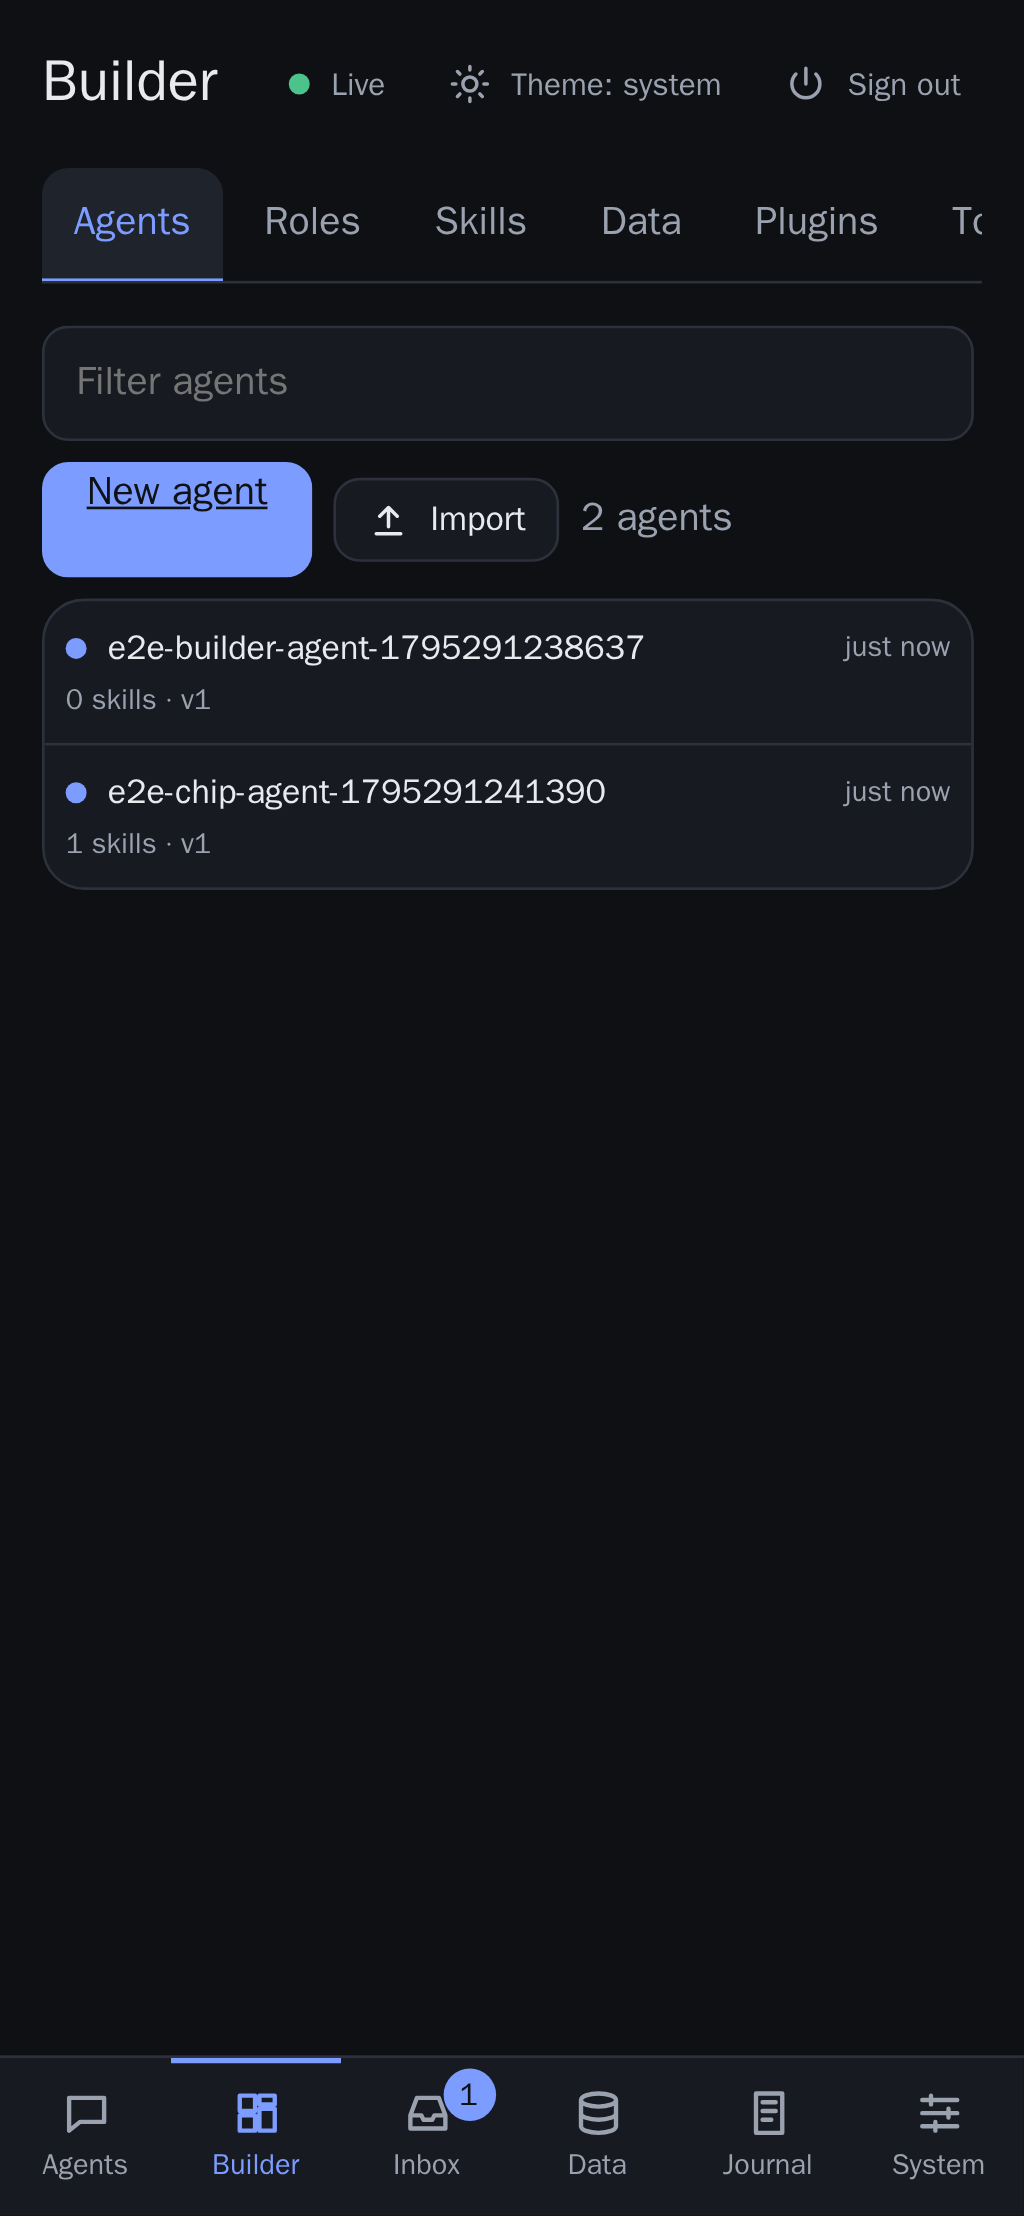 Builder Live Theme: system Sign out
Agents Roles Skills Data Plugins To
Filter agents
New agent Import 2 agents
e2e-builder-agent-1795291238637 just now
0 skills · v1
e2e-chip-agent-1795291241390 just now
1 skills · v1
1
Agents Builder Inbox Data Journal System